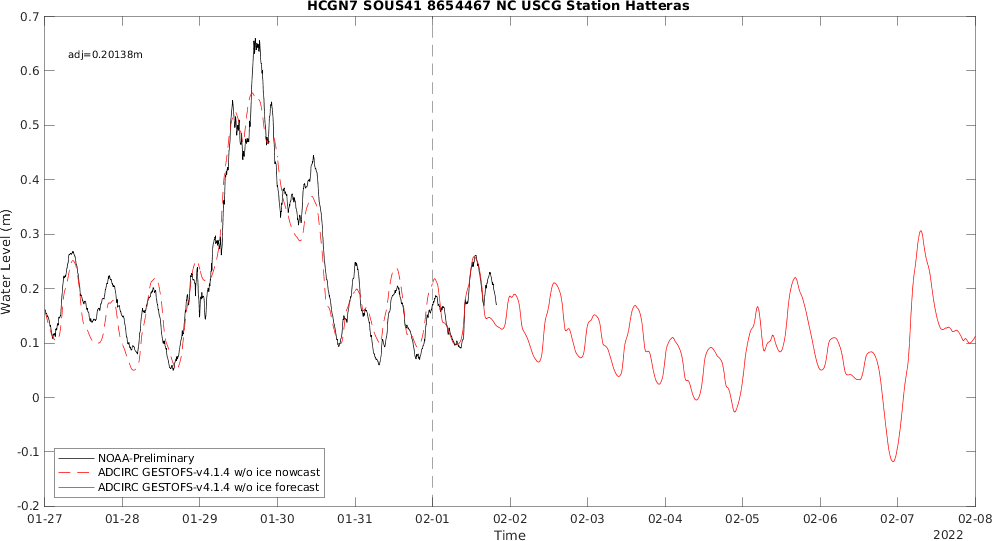 HCGN7 SOUS41 8654467 NC USCG Station Hatteras
adj=0.20138m
Water Level (m)
0.7
0.6
0.5
0.4
0.3
0.2
0.1
0
-0.1
-0.2
NOAA-Preliminary
ADCIRC GESTOFS-v4.1.4 w/o ice nowcast
ADCIRC GESTOFS-v4.1.4 w/o ice forecast
01-27 01-28 01-29 01-30 01-31 02-01 02-02 02-03 02-04 02-05 02-06 02-07 02-08
Time
2022